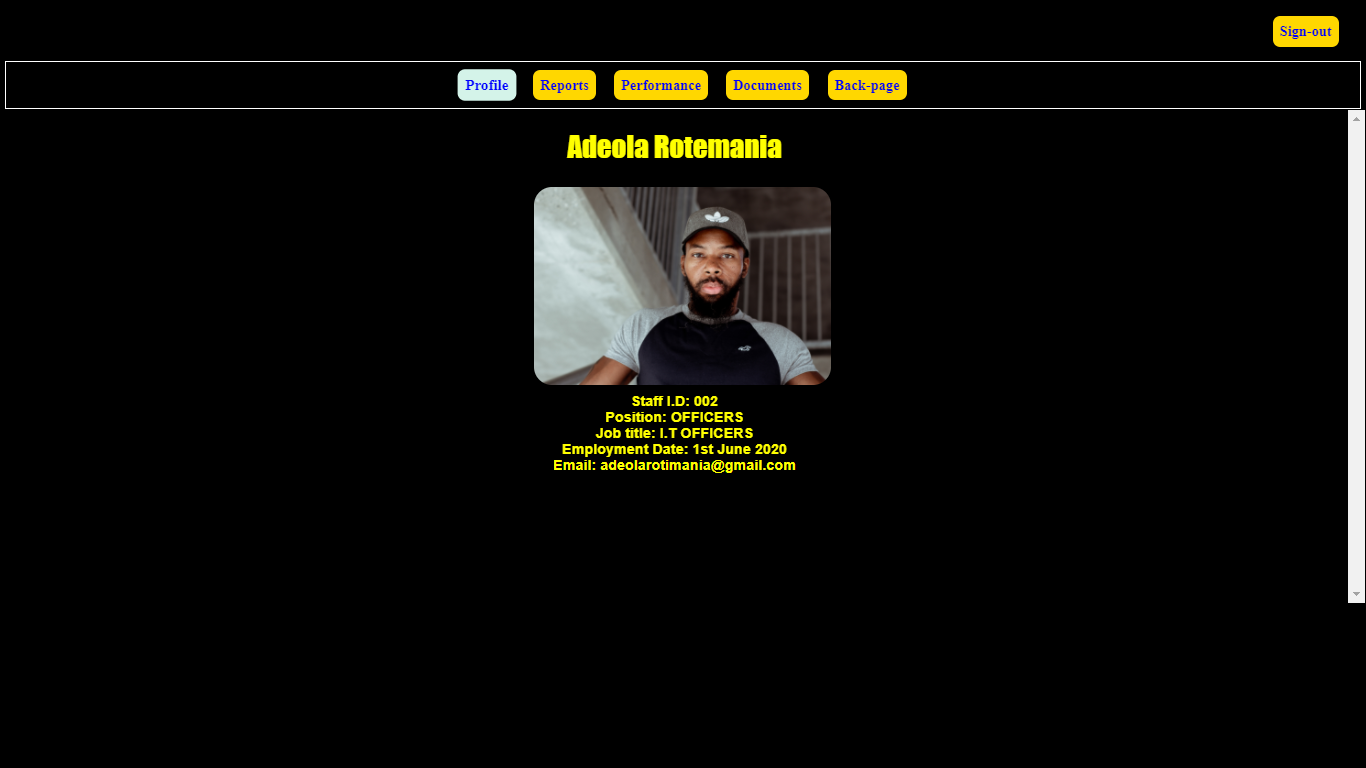 Sign-out
Profile Reports Performance Documents Back-page
Adeola Rotemania
Staff I.D: 002
Position: OFFICERS
Job title: I.T OFFICERS
Employment Date: 1st June 2020
Email: adeolarotimania@gmail.com